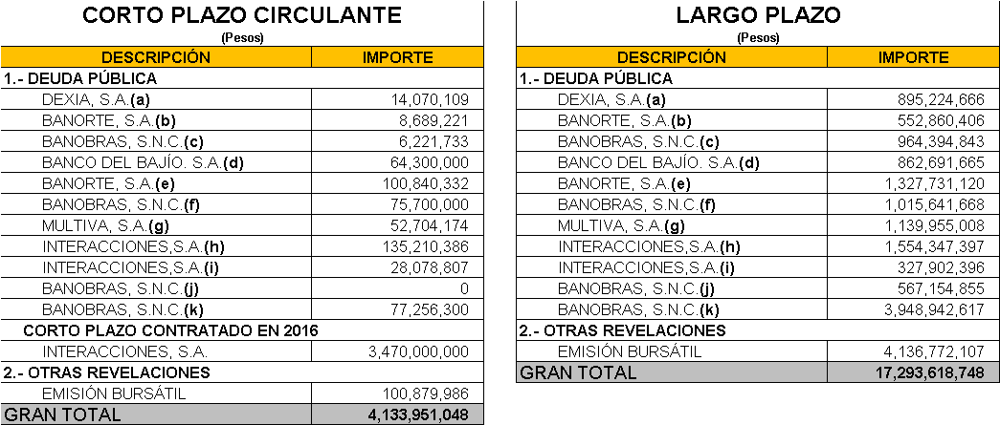 CORTO PLAZO CIRCULANTE
(Pesos)
DESCRIPCIÓN IMPORTE
1.- DEUDA PÚBLICA
DEXIA, S.A.(a) 14,070,109
BANORTE, S.A.(b) 8,689,221
BANOBRAS, S.N.C.(c) 6,221,733
BANCO DEL BAJÍO. S.A.(d) 64,300,000
BANORTE, S.A.(e) 100,840,332
BANOBRAS, S.N.C.(f) 75,700,000
MULTIVA, S.A.(g) 52,704,174
INTERACCIONES,S.A.(h) 135,210,386
INTERACCIONES,S.A.(i) 28,078,807
BANOBRAS, S.N.C.(j) 0
BANOBRAS, S.N.C.(k) 77,256,300
CORTO PLAZO CONTRATADO EN 2016
INTERACCIONES, S.A. 3,470,000,000
2.- OTRAS REVELACIONES
EMISIÓN BURSÁTIL 100,879,986
GRAN TOTAL 4,133,951,048
LARGO PLAZO
(Pesos)
DESCRIPCIÓN IMPORTE
1.- DEUDA PÚBLICA
DEXIA, S.A.(a) 895,224,666
BANORTE, S.A.(b) 552,860,406
BANOBRAS, S.N.C.(c) 964,394,843
BANCO DEL BAJÍO. S.A.(d) 862,691,665
BANORTE, S.A.(e) 1,327,731,120
BANOBRAS, S.N.C.(f) 1,015,641,668
MULTIVA, S.A.(g) 1,139,955,008
INTERACCIONES,S.A.(h) 1,554,347,397
INTERACCIONES,S.A.(i) 327,902,396
BANOBRAS, S.N.C.(j) 567,154,855
BANOBRAS, S.N.C.(k) 3,948,942,617
2.- OTRAS REVELACIONES
EMISIÓN BURSÁTIL 4,136,772,107
GRAN TOTAL 17,293,618,748